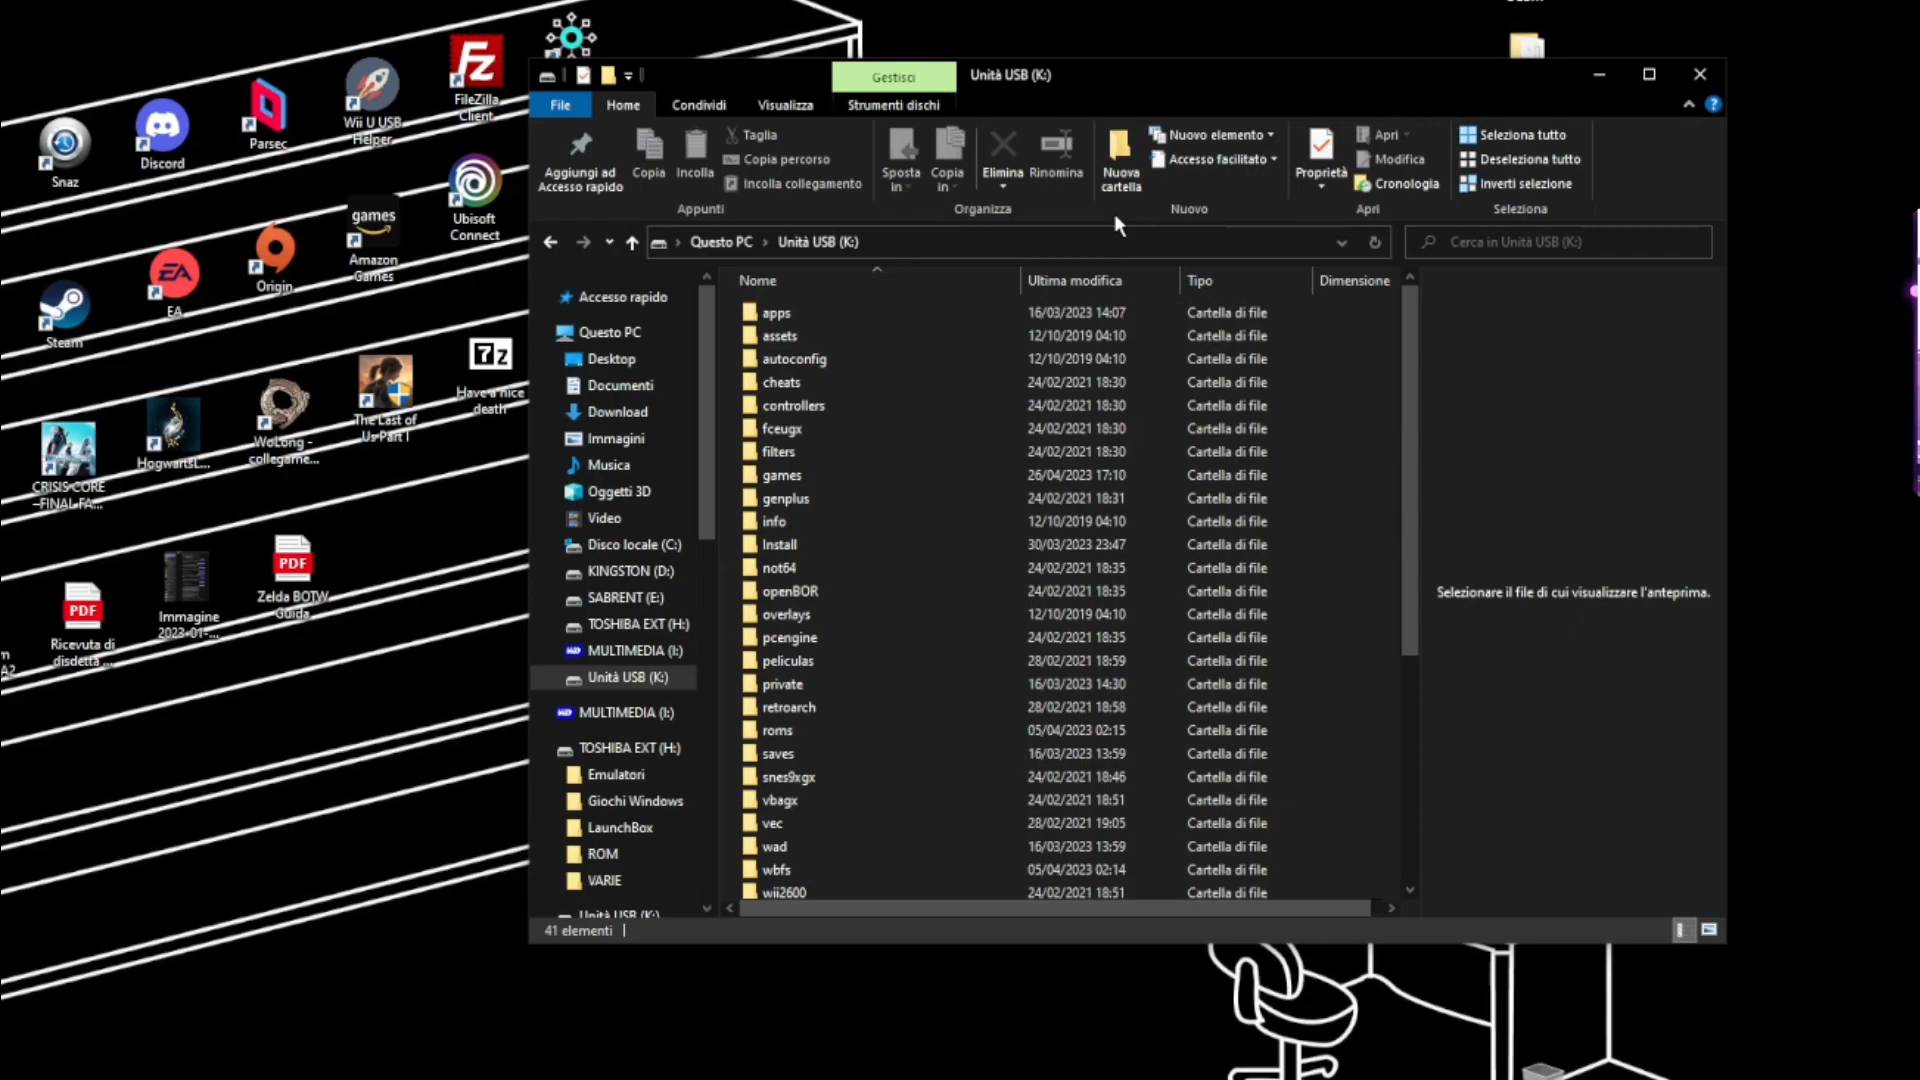 FileZilla
Client
Wii U USB
Helper
Parsec
Discord
Snaz
Ubisoft
Connect
games
Amazon
Games
Origin
EA
EA
Steam
7z
Have a nice
death
The Last of
Us Part I
WoLong -
collegame...
HogwartsL...
CRISIS CORE
–FINAL FA...
PDF
Zelda BOTW
Guida
Immagine
2023-01-...
PDF
Ricevuta di
disdetta ...
A2
Gestisci
Unità USB (K:)
File
Home
Condividi
Visualizza
Strumenti dischi
Aggiungi ad
Accesso rapido
Copia
Incolla
Taglia
Copia percorso
Incolla collegamento
Appunti
Sposta
in
Copia
in
Elimina
Rinomina
Organizza
Nuova
cartella
Nuovo elemento
Accesso facilitato
Nuovo
Proprietà
Apri
Modifica
Cronologia
Apri
Seleziona tutto
Deseleziona tutto
Inverti selezione
Seleziona
Questo PC > Unità USB (K:)
Cerca in Unità USB (K:)
Accesso rapido
Questo PC
Desktop
Documenti
Download
Immagini
Musica
Oggetti 3D
Video
Disco locale (C:)
KINGSTON (D:)
SABRENT (E:)
TOSHIBA EXT (H:)
MULTIMEDIA (I:)
Unità USB (K:)
MULTIMEDIA (I:)
TOSHIBA EXT (H:)
Emulatori
Giochi Windows
LaunchBox
ROM
VARIE
Unità USB (K:)
Nome Ultima modifica Tipo Dimensione
apps 16/03/2023 14:07 Cartella di file
assets 12/10/2019 04:10 Cartella di file
autoconfig 12/10/2019 04:10 Cartella di file
cheats 24/02/2021 18:30 Cartella di file
controllers 24/02/2021 18:30 Cartella di file
fceugx 24/02/2021 18:30 Cartella di file
filters 24/02/2021 18:30 Cartella di file
games 26/04/2023 17:10 Cartella di file
genplus 24/02/2021 18:31 Cartella di file
info 12/10/2019 04:10 Cartella di file
Install 30/03/2023 23:47 Cartella di file
not64 24/02/2021 18:35 Cartella di file
openBOR 24/02/2021 18:35 Cartella di file
overlays 12/10/2019 04:10 Cartella di file
pcengine 24/02/2021 18:35 Cartella di file
peliculas 28/02/2021 18:59 Cartella di file
private 16/03/2023 14:30 Cartella di file
retroarch 28/02/2021 18:58 Cartella di file
roms 05/04/2023 02:15 Cartella di file
saves 16/03/2023 13:59 Cartella di file
snes9xgx 24/02/2021 18:46 Cartella di file
vbagx 24/02/2021 18:51 Cartella di file
vec 28/02/2021 19:05 Cartella di file
wad 16/03/2023 13:59 Cartella di file
wbfs 05/04/2023 02:14 Cartella di file
wii2600 24/02/2021 18:51 Cartella di file
Selezionare il file di cui visualizzare l'anteprima.
41 elementi